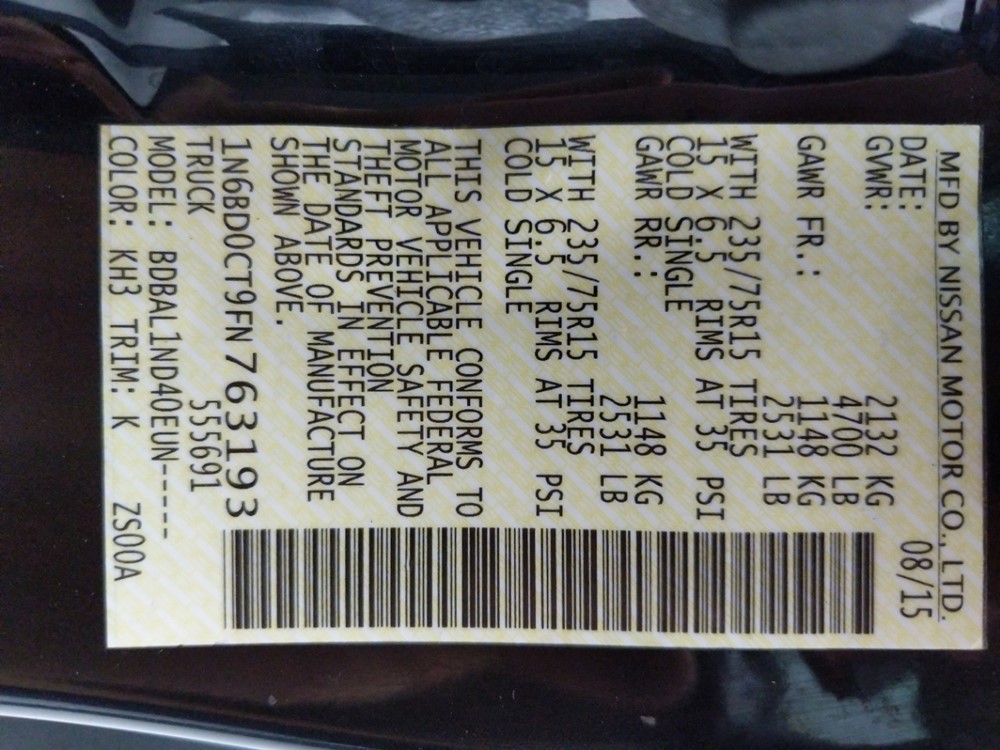 MFD BY NISSAN MOTOR CO., LTD.
DATE: 08/15
GVWR: 2132 KG
4700 LB
GAWR FR.: 1148 KG
2531 LB
WITH 235/75R15 TIRES
15 X 6.5 RIMS AT 35 PSI
COLD SINGLE
GAWR RR.: 1148 KG
2531 LB
WITH 235/75R15 TIRES
15 X 6.5 RIMS AT 35 PSI
COLD SINGLE
THIS VEHICLE CONFORMS TO
ALL APPLICABLE FEDERAL
MOTOR VEHICLE SAFETY AND
THEFT PREVENTION
STANDARDS IN EFFECT ON
THE DATE OF MANUFACTURE
SHOWN ABOVE.
1N6BD0CT9FN763193
TRUCK 555691
MODEL: BDBAL1ND40EUN-----
COLOR: KH3 TRIM: K ZS00A